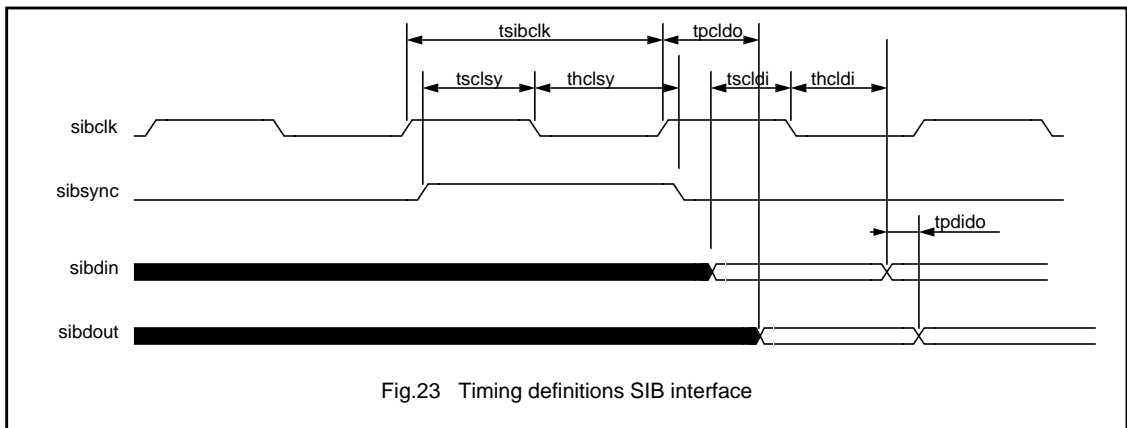 tsibclk
tpcldo
tsclsy
thclsy
tscldi
thcldi
sibclk
sibsync
tpdido
sibdin
sibdout
Fig.23 Timing definitions SIB interface